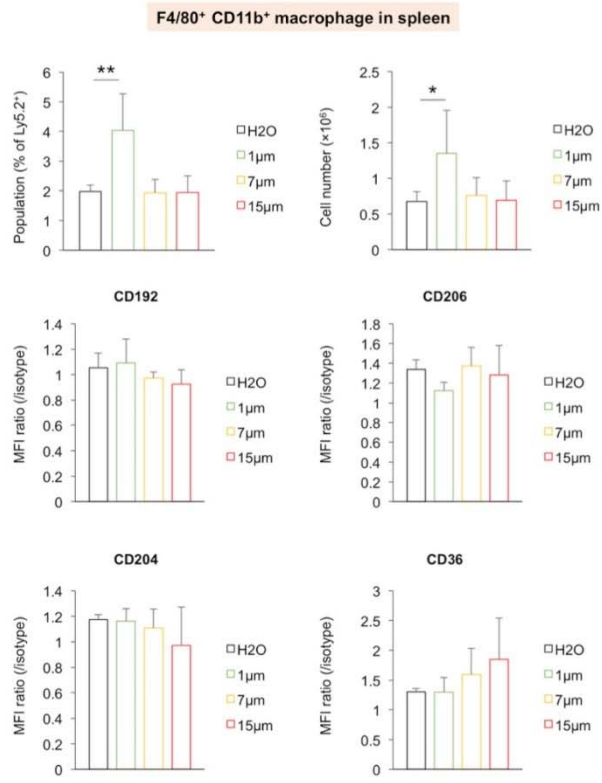 F4/80⁺ CD11b⁺ macrophage in spleen
Population (% of Ly5.2⁺)
6
5
4
3
2
1
0
**
H2O
1μm
7μm
15μm
Cell number (×10⁶)
2.5
2
1.5
1
0.5
0
*
H2O
1μm
7μm
15μm
CD192
MFI ratio (/isotype)
1.4
1.2
1
0.8
0.6
0.4
0.2
0
H2O
1μm
7μm
15μm
CD206
MFI ratio (/isotype)
1.8
1.6
1.4
1.2
1
0.8
0.6
0.4
0.2
0
H2O
1μm
7μm
15μm
CD204
MFI ratio (/isotype)
1.4
1.2
1
0.8
0.6
0.4
0.2
0
H2O
1μm
7μm
15μm
CD36
MFI ratio (/isotype)
3
2.5
2
1.5
1
0.5
0
H2O
1μm
7μm
15μm